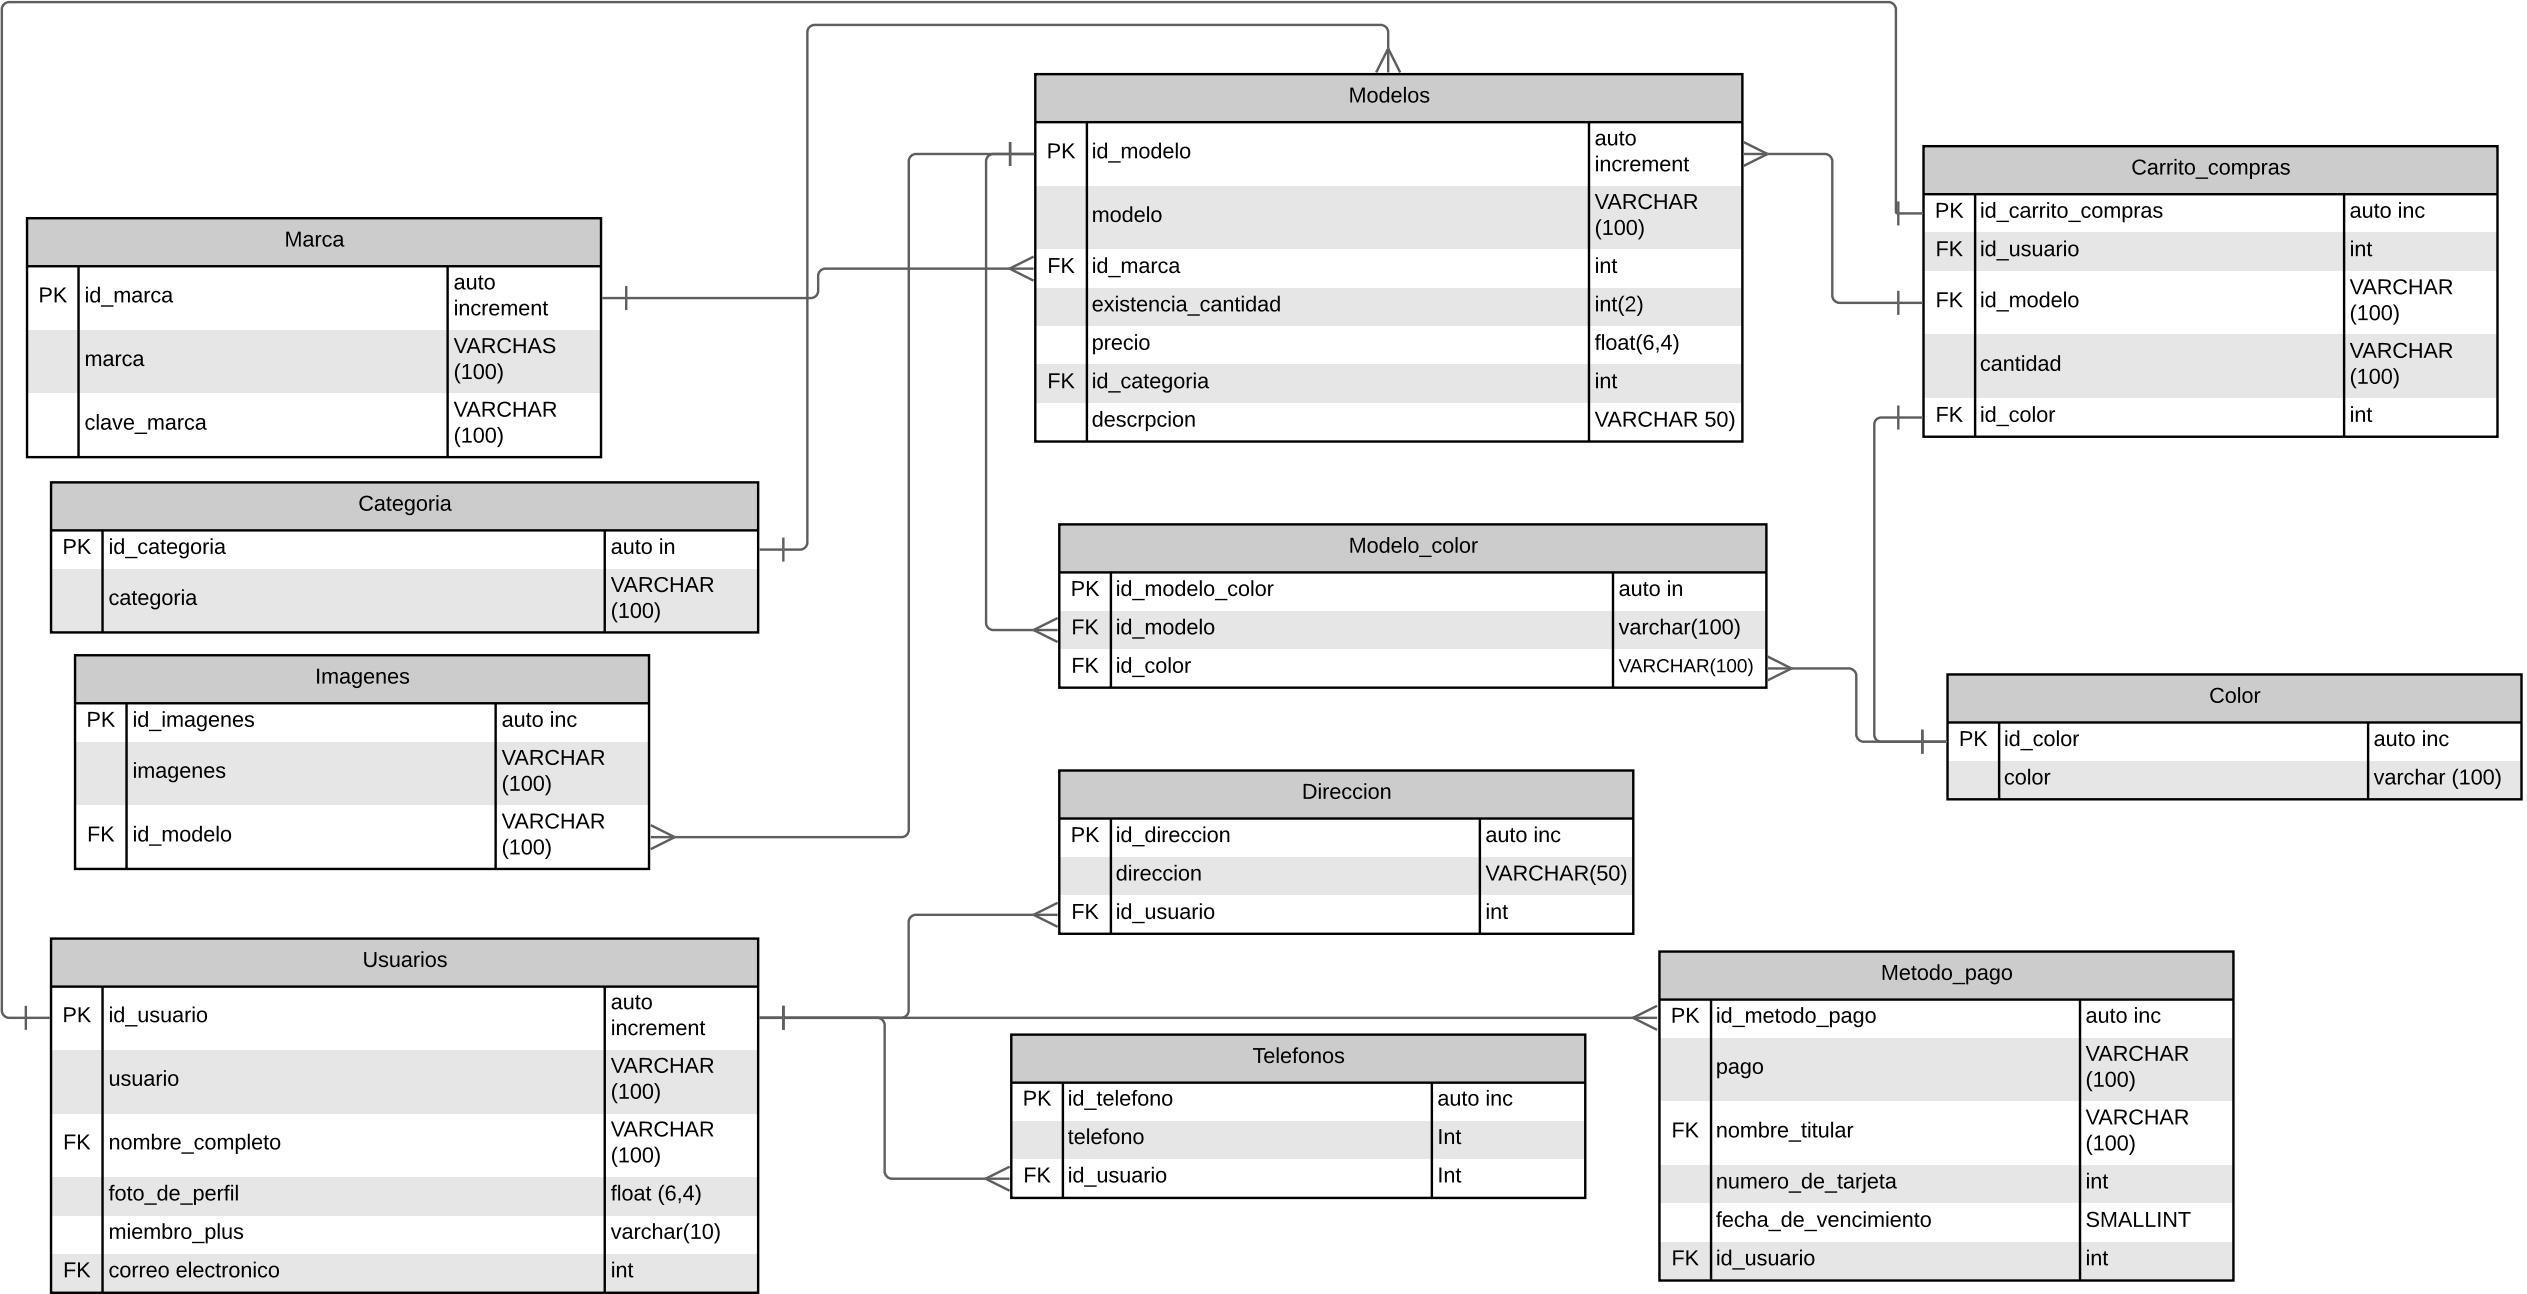 Modelos
PK id_modelo auto
increment
modelo VARCHAR
(100)
FK id_marca int
existencia_cantidad int(2)
precio float(6,4)
FK id_categoria int
descrpcion VARCHAR 50)
Carrito_compras
PK id_carrito_compras auto inc
FK id_usuario int
FK id_modelo VARCHAR
(100)
cantidad VARCHAR
(100)
FK id_color int
Marca
PK id_marca auto
increment
marca VARCHAS
(100)
clave_marca VARCHAR
(100)
Categoria
PK id_categoria auto in
categoria VARCHAR
(100)
Modelo_color
PK id_modelo_color auto in
FK id_modelo varchar(100)
FK id_color VARCHAR(100)
Imagenes
PK id_imagenes auto inc
imagenes VARCHAR
(100)
FK id_modelo VARCHAR
(100)
Color
PK id_color auto inc
color varchar (100)
Direccion
PK id_direccion auto inc
direccion VARCHAR(50)
FK id_usuario int
Usuarios
PK id_usuario auto
increment
usuario VARCHAR
(100)
FK nombre_completo VARCHAR
(100)
foto_de_perfil float (6,4)
miembro_plus varchar(10)
FK correo electronico int
Telefonos
PK id_telefono auto inc
telefono Int
FK id_usuario Int
Metodo_pago
PK id_metodo_pago auto inc
pago VARCHAR
(100)
FK nombre_titular VARCHAR
(100)
numero_de_tarjeta int
fecha_de_vencimiento SMALLINT
FK id_usuario int